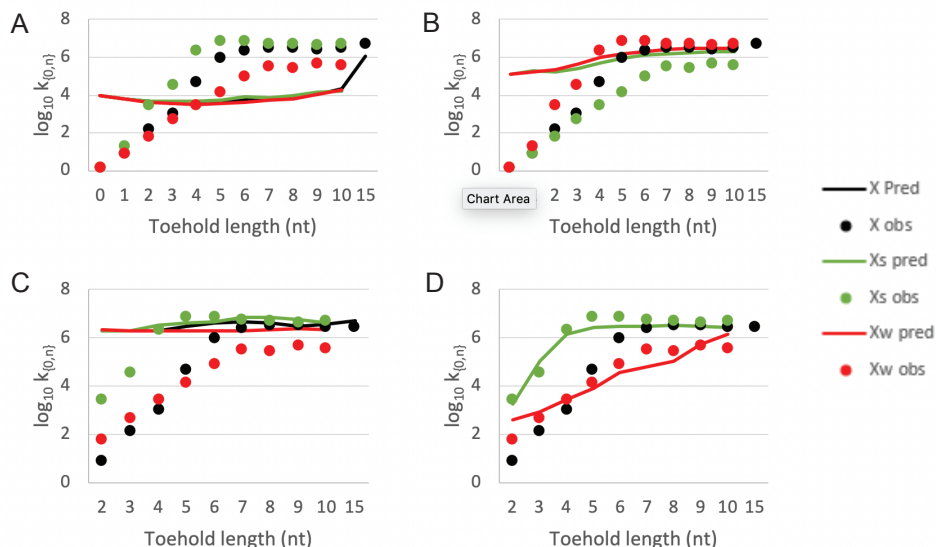 A
8
6
4
2
0
log10 k{0,n}
0 1 2 3 4 5 6 7 8 9 10 15
Toehold length (nt)
B
8
6
4
2
0
log10 k{0,n}
2 3 4 5 6 7 8 9 10 15
Chart Area
Toehold length (nt)
C
8
6
4
2
0
log10 k{0,n}
2 3 4 5 6 7 8 9 10 15
Toehold length (nt)
D
8
6
4
2
0
log10 k{0,n}
2 3 4 5 6 7 8 9 10 15
Toehold length (nt)
X Pred
X obs
Xs pred
Xs obs
Xw pred
Xw obs